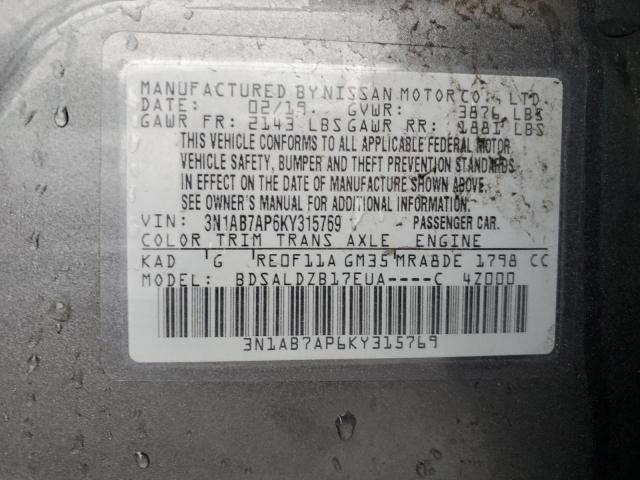 MANUFACTURED BY NISSAN MOTOR CO., LTD.
DATE: 02/19. GVWR: 3876 LBS
GAWR FR: 2143 LBS GAWR RR: 1881 LBS
THIS VEHICLE CONFORMS TO ALL APPLICABLE FEDERAL MOTOR
VEHICLE SAFETY, BUMPER AND THEFT PREVENTION STANDARDS
IN EFFECT ON THE DATE OF MANUFACTURE SHOWN ABOVE.
SEE OWNER'S MANUAL FOR ADDITIONAL INFORMATION.
VIN: 3N1AB7AP6KY315769 PASSENGER CAR.
COLOR TRIM TRANS AXLE ENGINE
KAD G RE0F11A GM35 MRA8DE 1798 CC
MODEL: BDSALDZB17EUA----C 4Z000
3N1AB7AP6KY315769